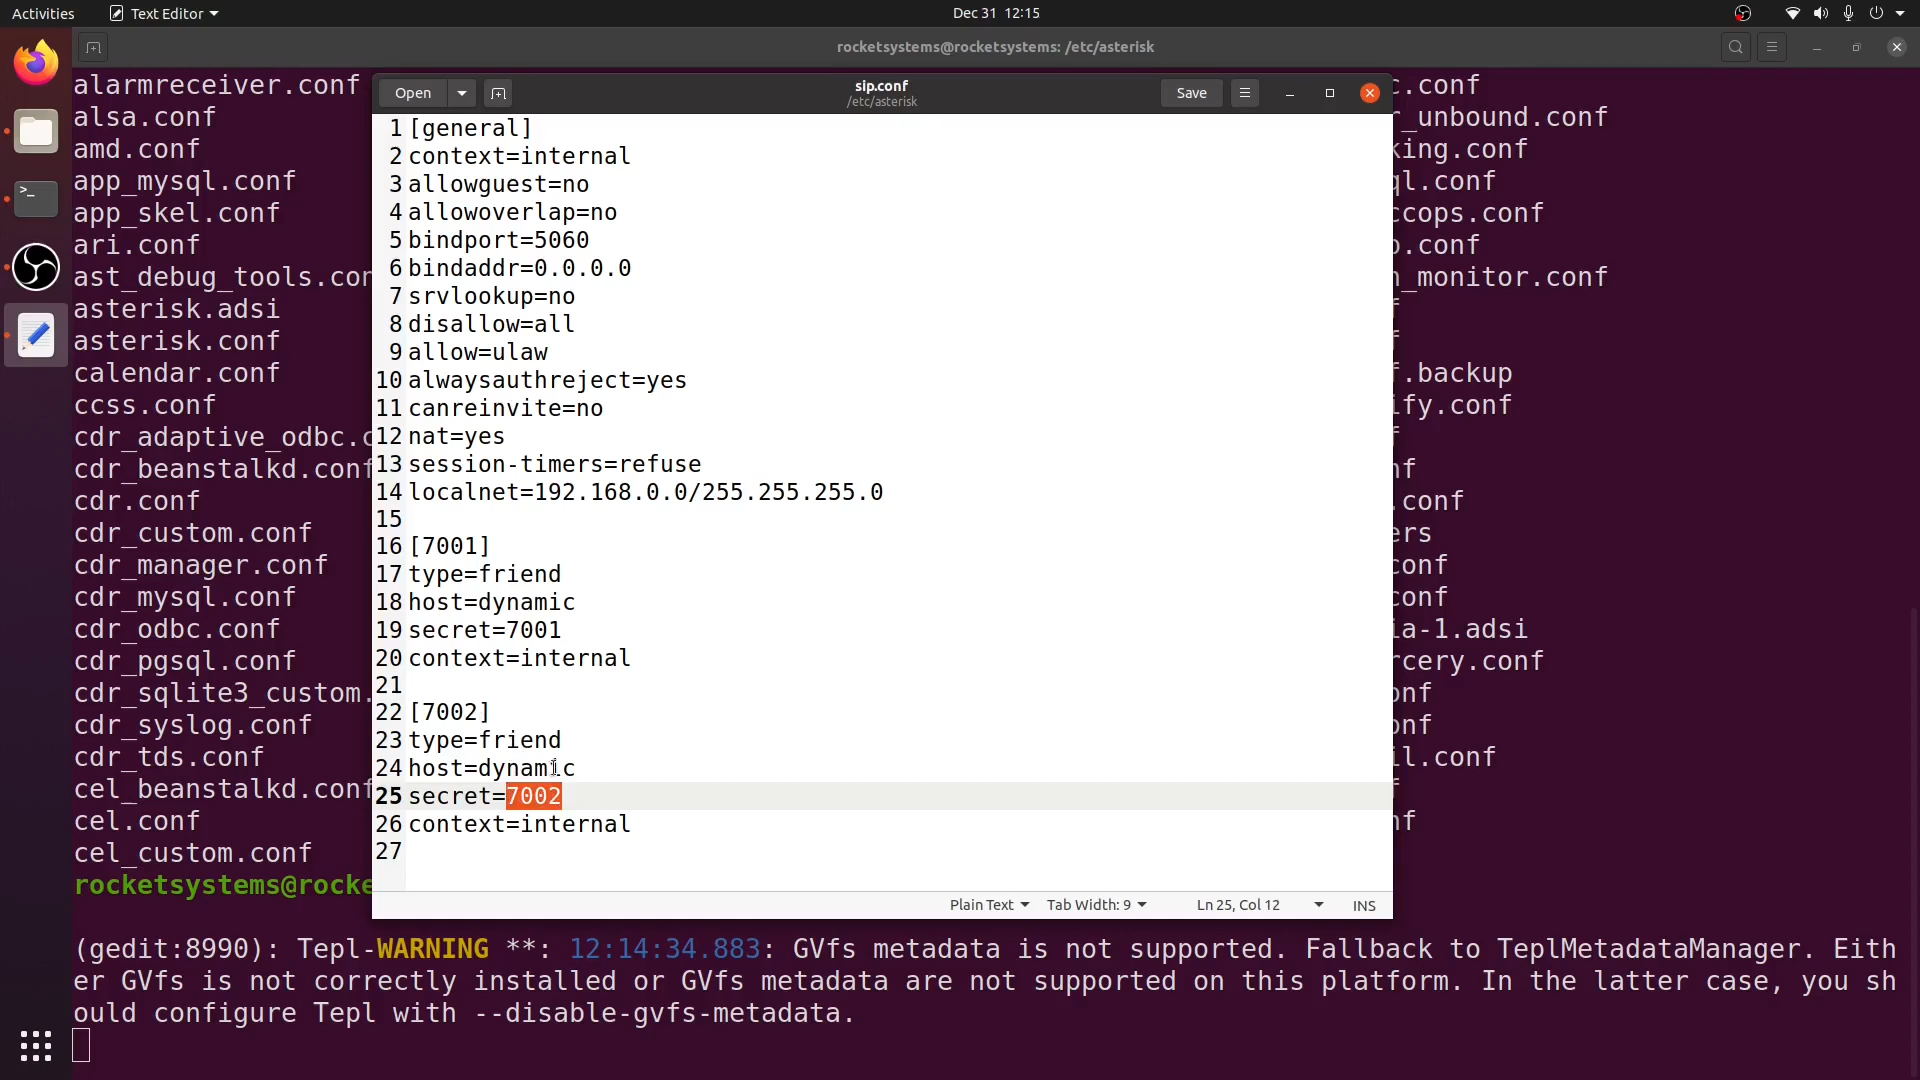 Activities Text Editor Dec 31 12:15
rocketsystems@rocketsystems: /etc/asterisk
alarmreceiver.conf
alsa.conf
amd.conf
app_mysql.conf
app_skel.conf
ari.conf
ast_debug_tools.con
asterisk.adsi
asterisk.conf
calendar.conf
ccss.conf
cdr_adaptive_odbc.c
cdr_beanstalkd.conf
cdr.conf
cdr_custom.conf
cdr_manager.conf
cdr_mysql.conf
cdr_odbc.conf
cdr_pgsql.conf
cdr_sqlite3_custom.
cdr_syslog.conf
cdr_tds.conf
cel_beanstalkd.conf
cel.conf
cel_custom.conf
rocketsystems@rocke
Open
sip.conf
/etc/asterisk
Save
1 [general]
2 context=internal
3 allowguest=no
4 allowoverlap=no
5 bindport=5060
6 bindaddr=0.0.0.0
7 srvlookup=no
8 disallow=all
9 allow=ulaw
10 alwaysauthreject=yes
11 canreinvite=no
12 nat=yes
13 session-timers=refuse
14 localnet=192.168.0.0/255.255.255.0
15
16 [7001]
17 type=friend
18 host=dynamic
19 secret=7001
20 context=internal
21
22 [7002]
23 type=friend
24 host=dynamic
25 secret=7002
26 context=internal
27
Plain Text Tab Width: 9 Ln 25, Col 12 INS
c.conf
_unbound.conf
king.conf
ql.conf
ccops.conf
.conf
_monitor.conf
f
f
f.backup
ify.conf
f
nf
.conf
ers
conf
conf
ia-1.adsi
rcery.conf
onf
onf
il.conf
f
nf
(gedit:8990): Tepl-WARNING **: 12:14:34.883: GVfs metadata is not supported. Fallback to TeplMetadataManager. Eith
er GVfs is not correctly installed or GVfs metadata are not supported on this platform. In the latter case, you sh
ould configure Tepl with --disable-gvfs-metadata.